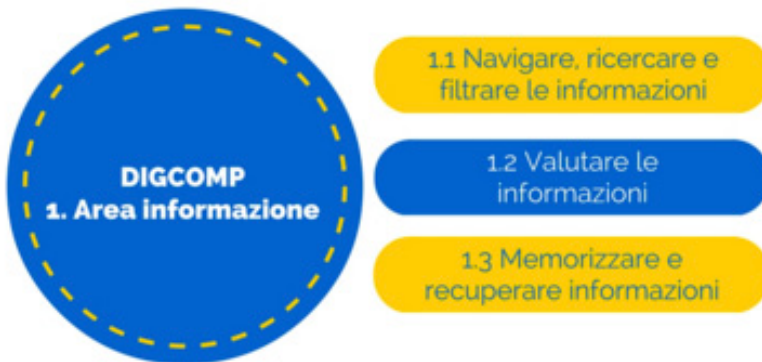 DIGCOMP
1. Area informazione
1.1 Navigare, ricercare e
filtrare le informazioni
1.2 Valutare le
informazioni
1.3 Memorizzare e
recuperare informazioni